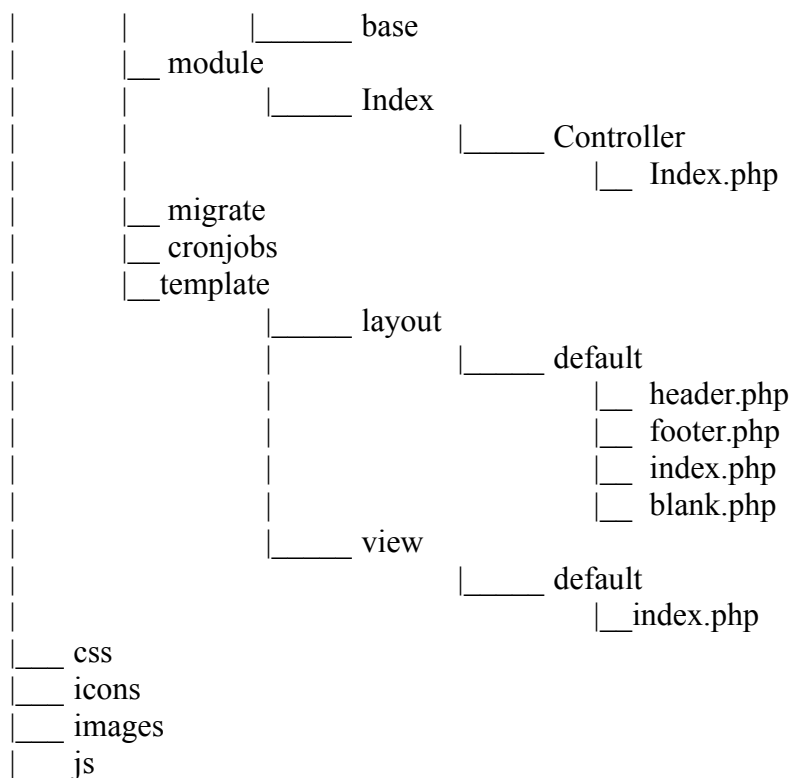 |          |          |______ base
|          |__ module
|          |          |_____ Index
|          |                    |_____ Controller
|          |                              |__ Index.php
|          |__ migrate
|          |__ cronjobs
|          |__template
|                    |_____ layout
|                    |          |_____ default
|                    |                    |__ header.php
|                    |                    |__ footer.php
|                    |                    |__ index.php
|                    |                    |__ blank.php
|                    |_____ view
|                              |_____ default
|                                        |__index.php
|___ css
|___ icons
|___ images
|___ js